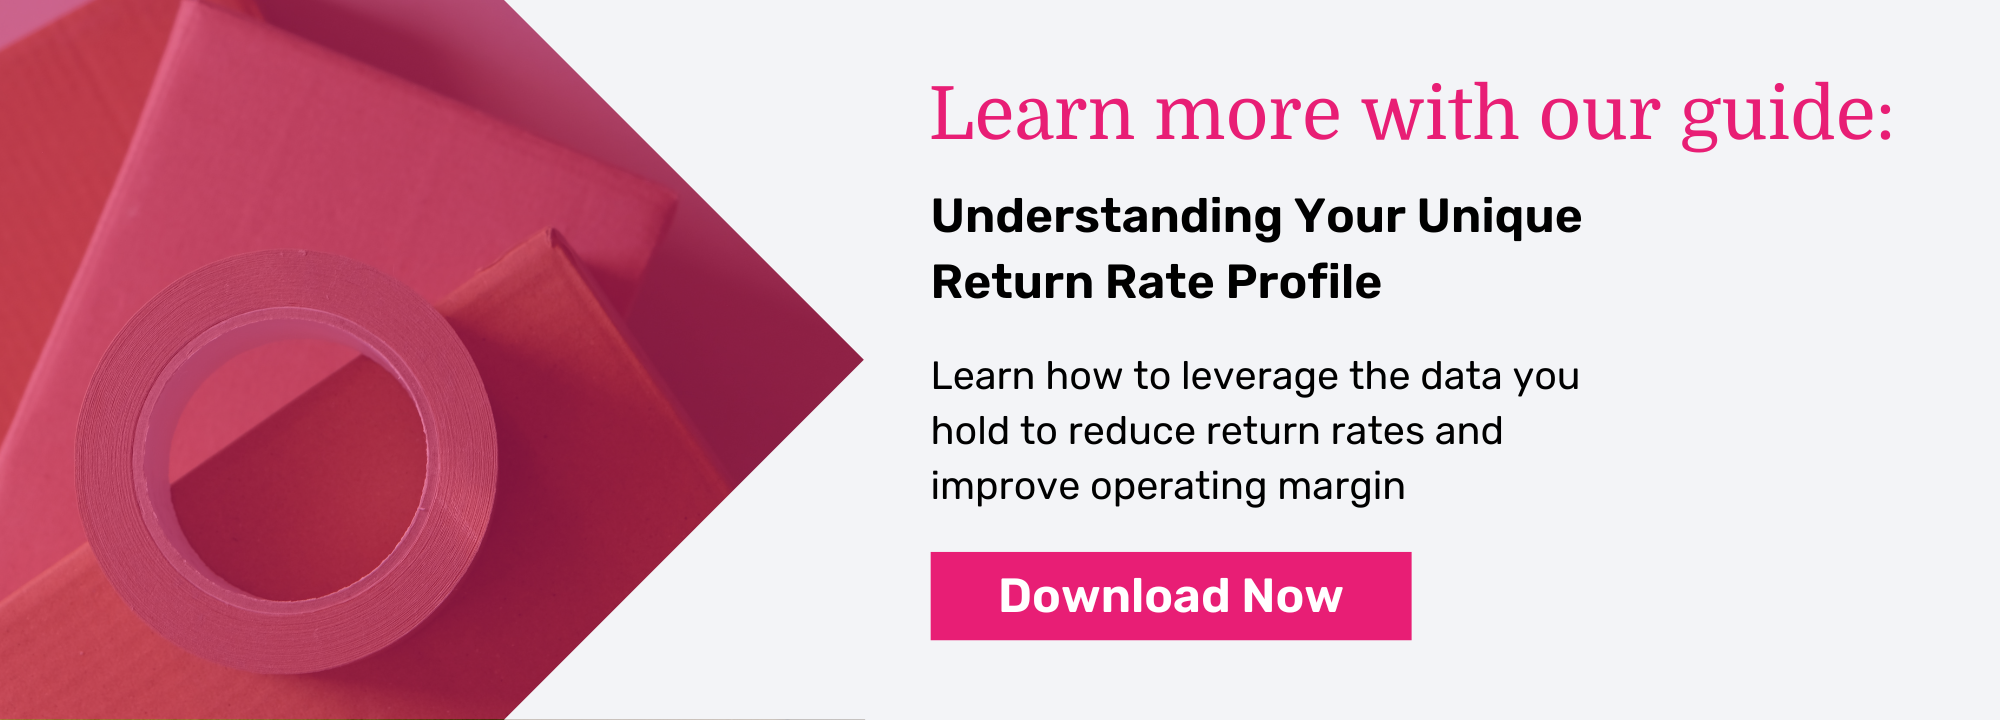 Learn more with our guide:
Understanding Your Unique
Return Rate Profile
Learn how to leverage the data you
hold to reduce return rates and
improve operating margin
Download Now